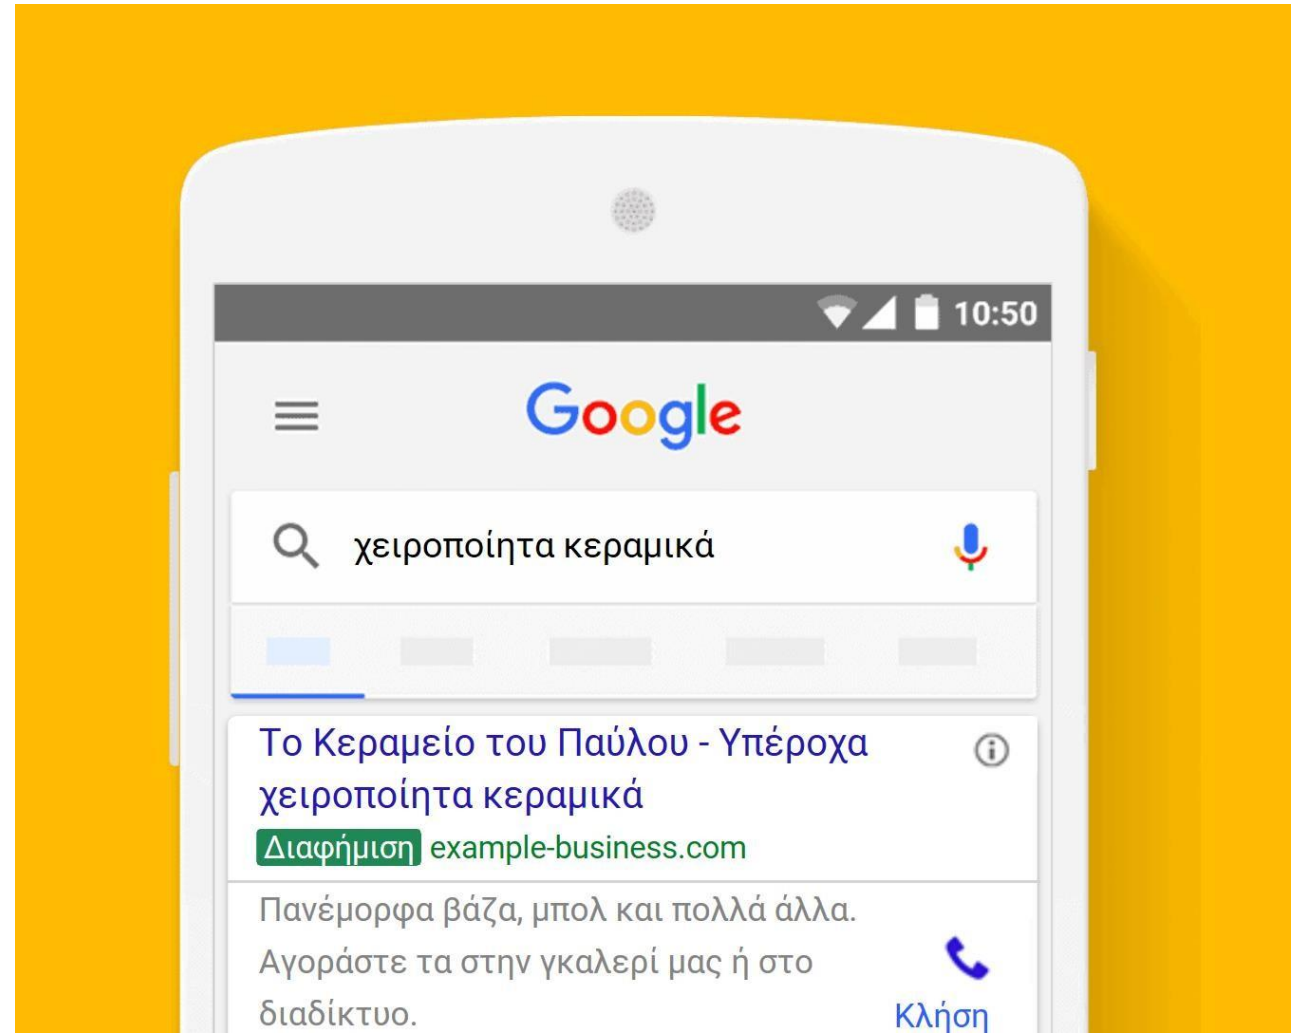 10:50
Google
χειροποίητα κεραμικά
Το Κεραμείο του Παύλου - Υπέροχα
χειροποίητα κεραμικά
Διαφήμιση example-business.com
Πανέμορφα βάζα, μπολ και πολλά άλλα.
Αγοράστε τα στην γκαλερί μας ή στο
διαδίκτυο.
Κλήση